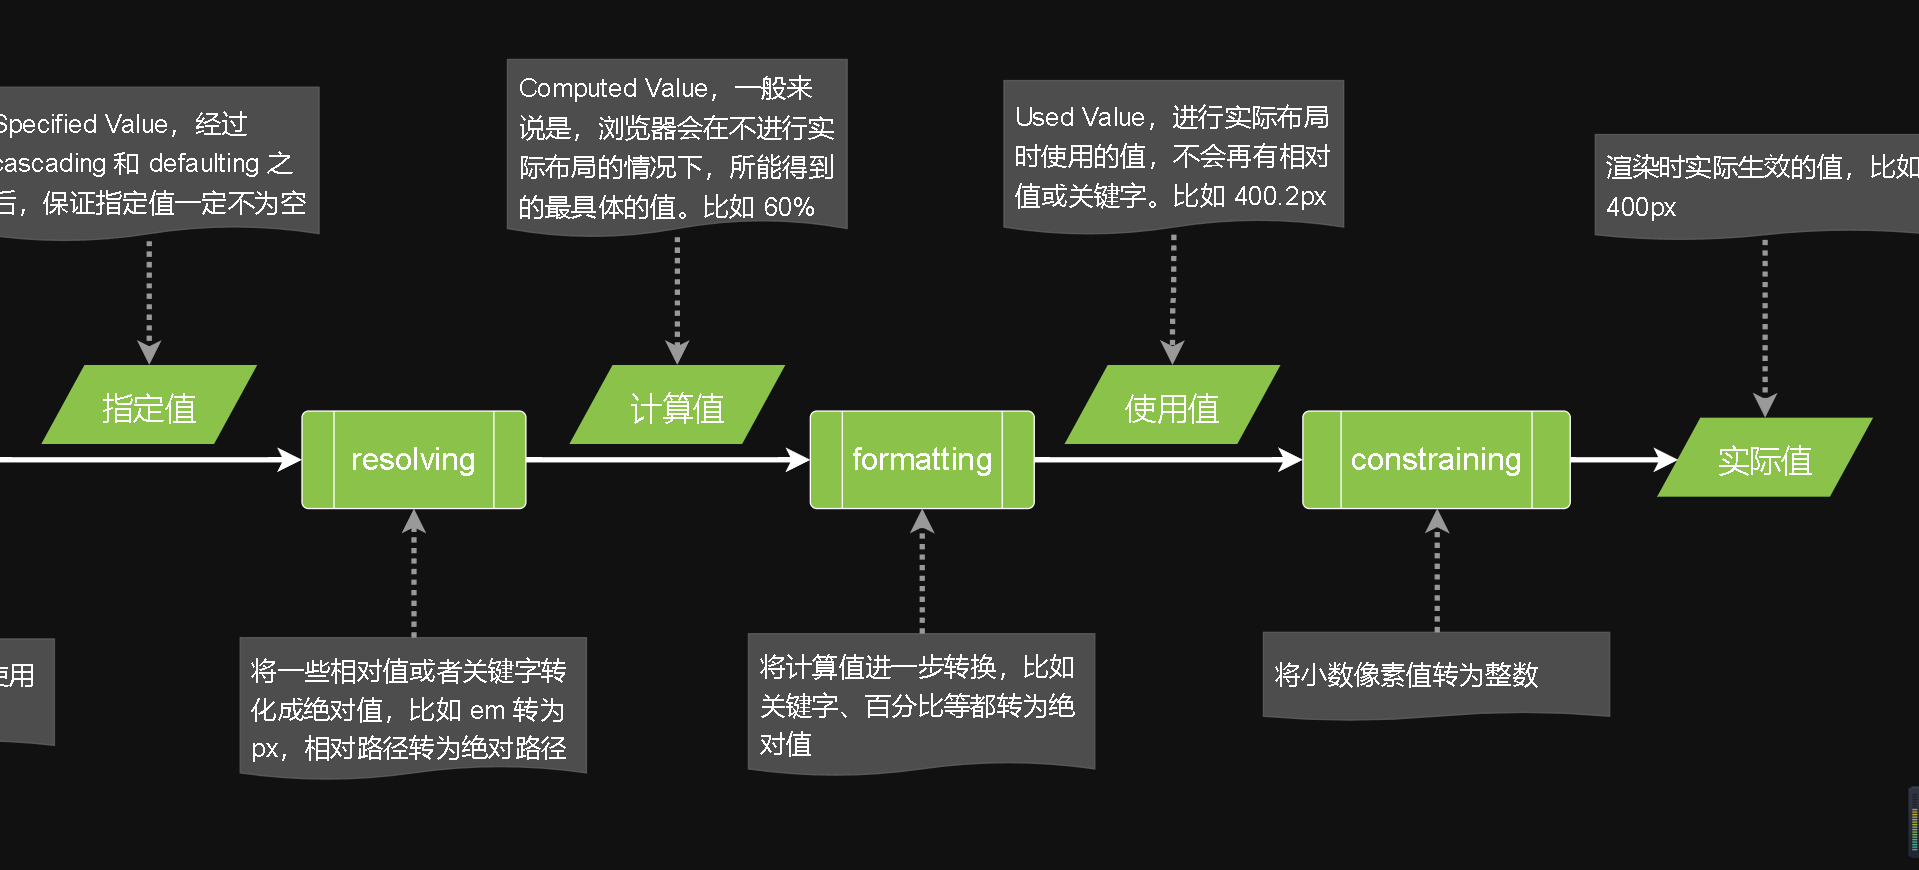 Specified Value，经过
cascading 和 defaulting 之
后，保证指定值一定不为空
Computed Value，一般来
说是，浏览器会在不进行实
际布局的情况下，所能得到
的最具体的值。比如 60%
Used Value，进行实际布局
时使用的值，不会再有相对
值或关键字。比如 400.2px
渲染时实际生效的值，比如
400px
指定值
resolving
计算值
formatting
使用值
constraining
实际值
使用
将一些相对值或者关键字转
化成绝对值，比如 em 转为
px，相对路径转为绝对路径
将计算值进一步转换，比如
关键字、百分比等都转为绝
对值
将小数像素值转为整数